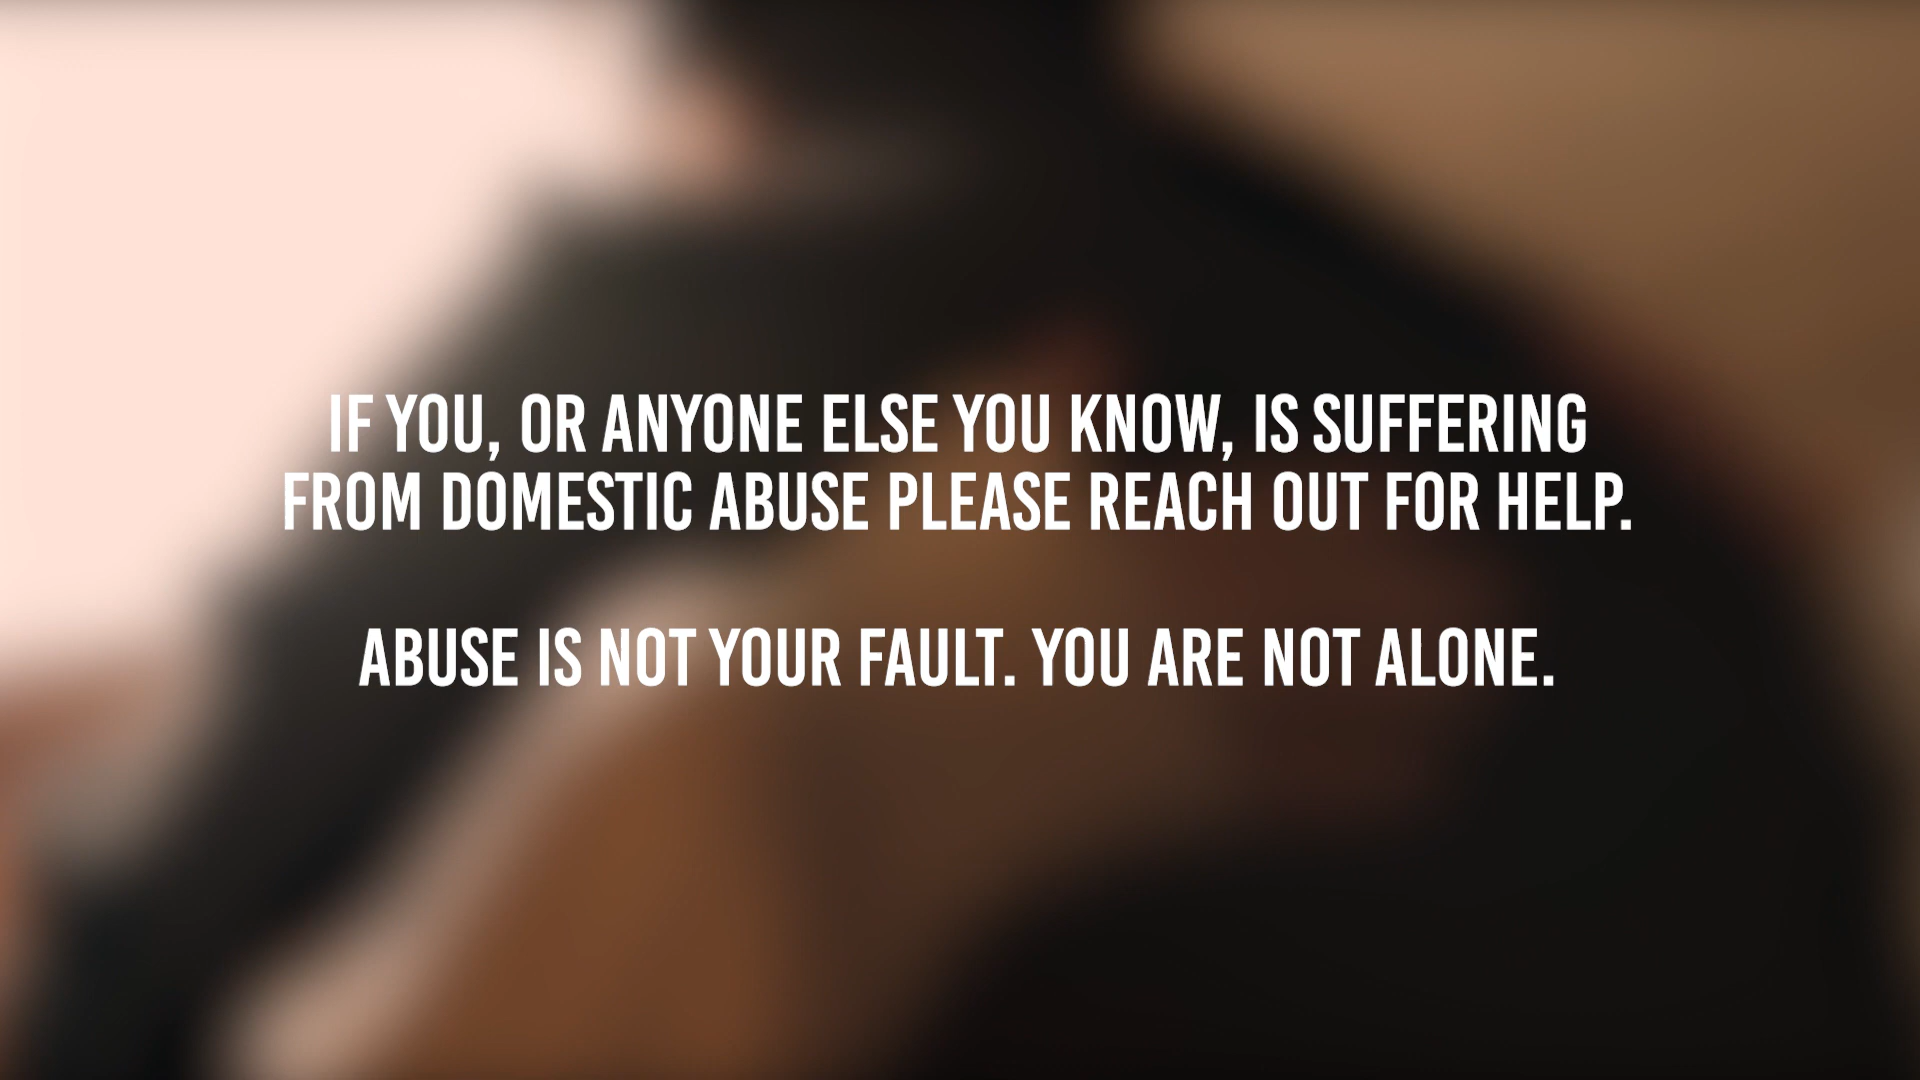 IF YOU, OR ANYONE ELSE YOU KNOW, IS SUFFERING
FROM DOMESTIC ABUSE PLEASE REACH OUT FOR HELP.
ABUSE IS NOT YOUR FAULT. YOU ARE NOT ALONE.